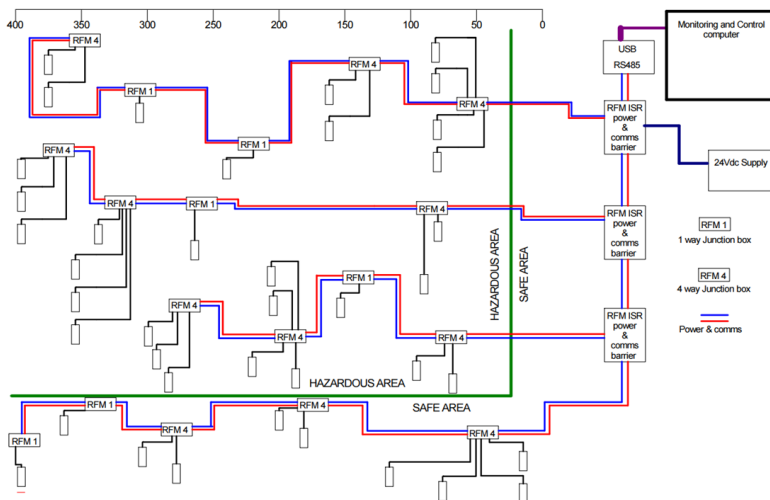 400 350 300 250 200 150 100 50 0
Monitoring and Control
computer
USB
RS485
RFM 4
RFM 4
RFM 1
RFM 4
RFM 1
RFM ISR
power
&
comms
barrier
24Vdc Supply
RFM 4
RFM 4
RFM 1
RFM 4
RFM ISR
power
&
comms
barrier
RFM 1
1 way Junction box
HAZARDOUS AREA
SAFE AREA
RFM 4
4 way Junction box
RFM 1
RFM 4
RFM 4
RFM 4
RFM ISR
power
&
comms
barrier
Power & comms
HAZARDOUS AREA
SAFE AREA
RFM 1
RFM 4
RFM 4
RFM 4
RFM 1